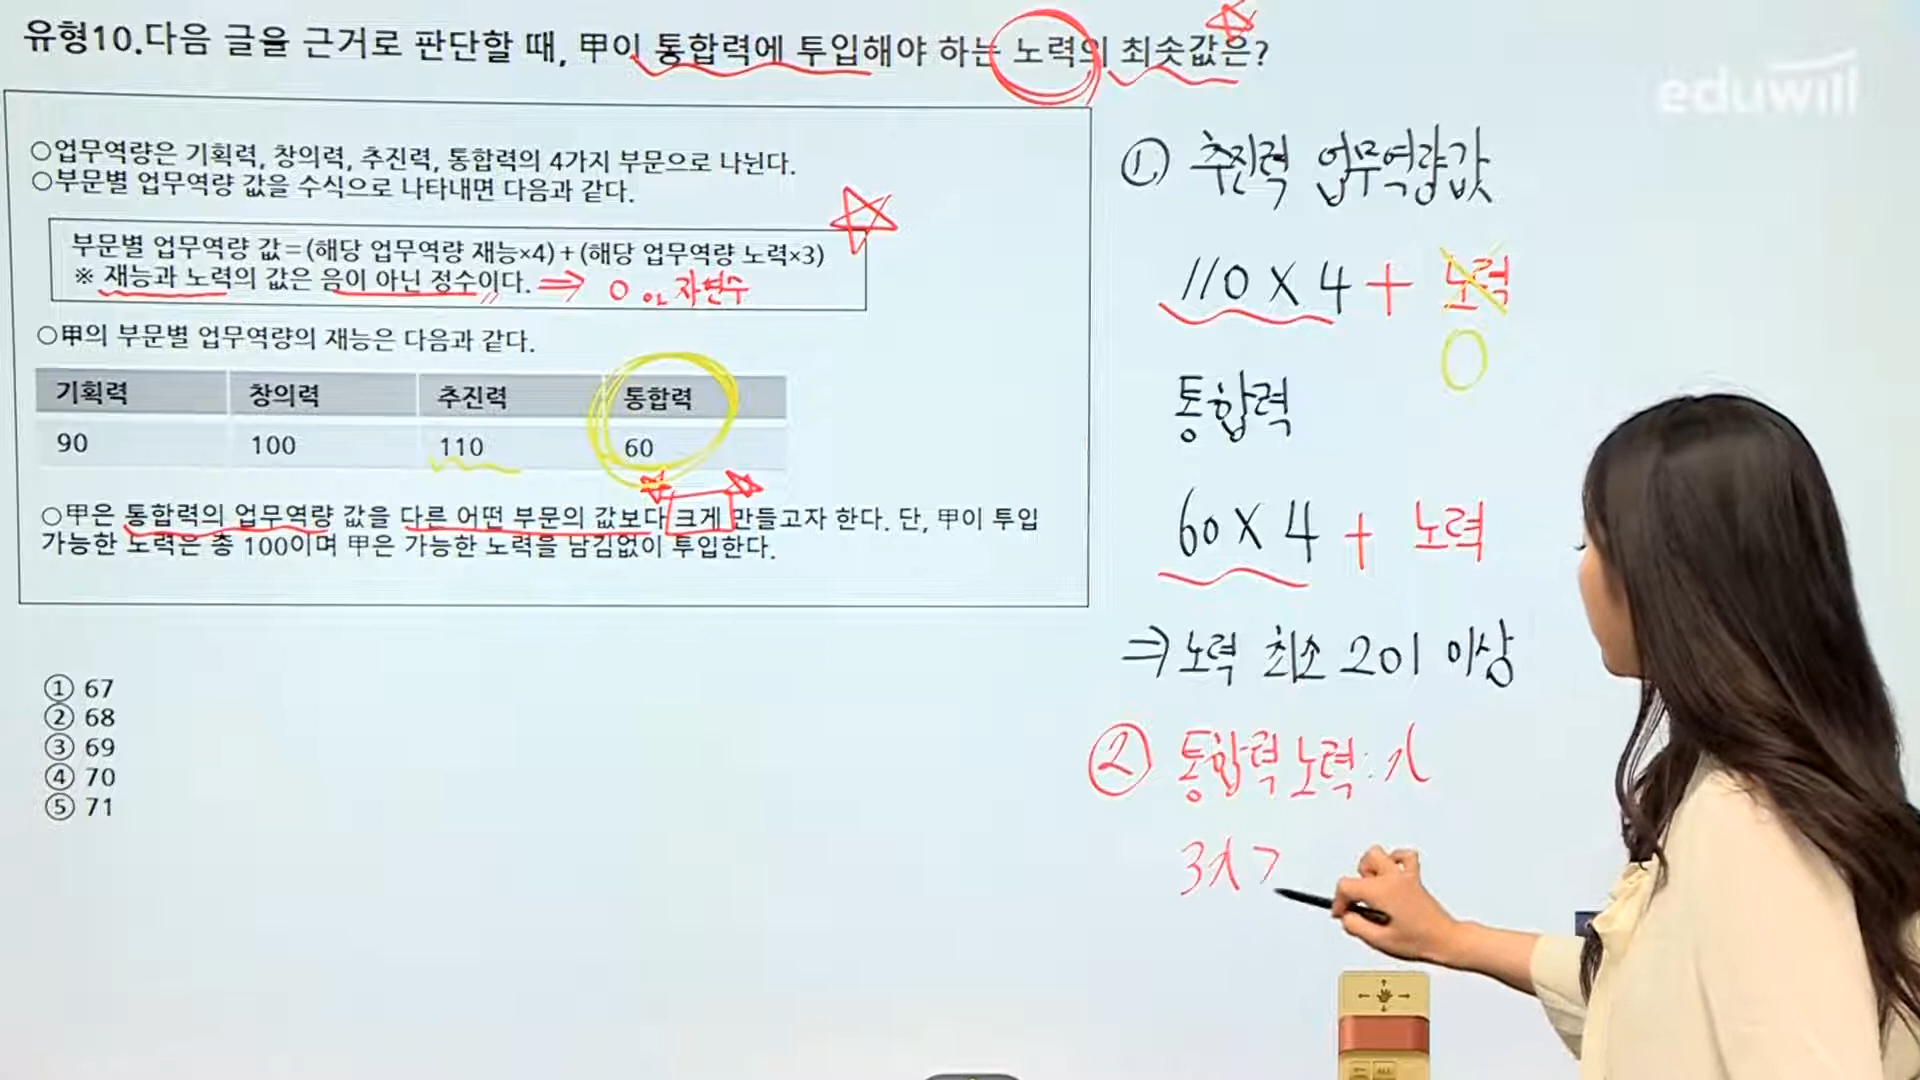 유형10.다음 글을 근거로 판단할 때, 甲이 통합력에 투입해야 하는 노력의 최솟값은?
eduwill
○업무역량은 기획력, 창의력, 추진력, 통합력의 4가지 부문으로 나뉜다.
○부문별 업무역량 값을 수식으로 나타내면 다음과 같다.
부문별 업무역량 값=(해당 업무역량 재능×4)+(해당 업무역량 노력×3)
※ 재능과 노력의 값은 음이 아닌 정수이다. ⇒ 0 or 자연수
○甲의 부문별 업무역량의 재능은 다음과 같다.
기획력 창의력 추진력 통합력
90 100 110 60
○甲은 통합력의 업무역량 값을 다른 어떤 부문의 값보다 크게 만들고자 한다. 단, 甲이 투입
가능한 노력은 총 100이며 甲은 가능한 노력을 남김없이 투입한다.
① 67
② 68
③ 69
④ 70
⑤ 71
① 추진력 업무역량값
110 X 4 + 노력
0
통합력
60 X 4 + 노력
⇒ 노력 최소 201 이상
② 통합력 노력: x
3x >